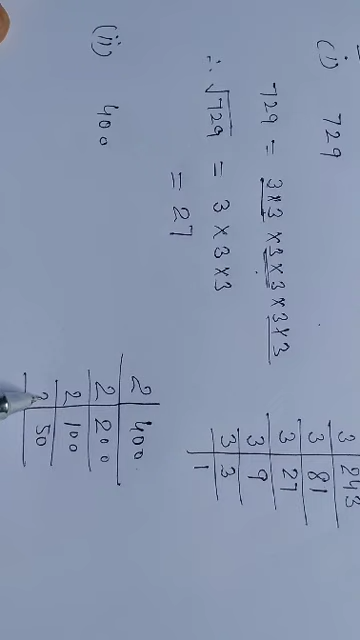 (i) 729
729 = 3×3×3×3×3×3
∴ √729 = 3×3×3
= 27
3 | 243
3 | 81
3 | 27
3 | 9
3 | 3
1
(ii) 400
2 | 400
2 | 200
2 | 100
2 | 50